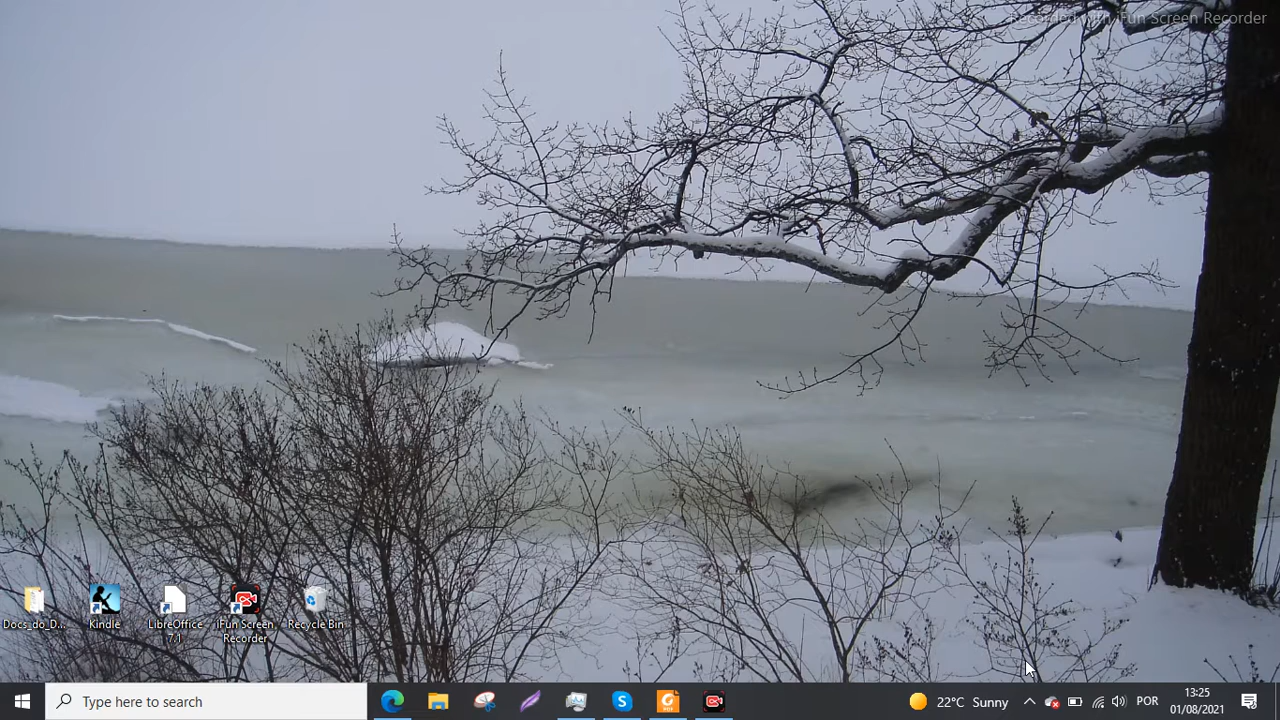 Recorded with iFun Screen Recorder
Docs_do_D...
Kindle
LibreOffice
7.1
iFun Screen
Recorder
Recycle Bin
Type here to search
22°C Sunny
POR
13:25
01/08/2021